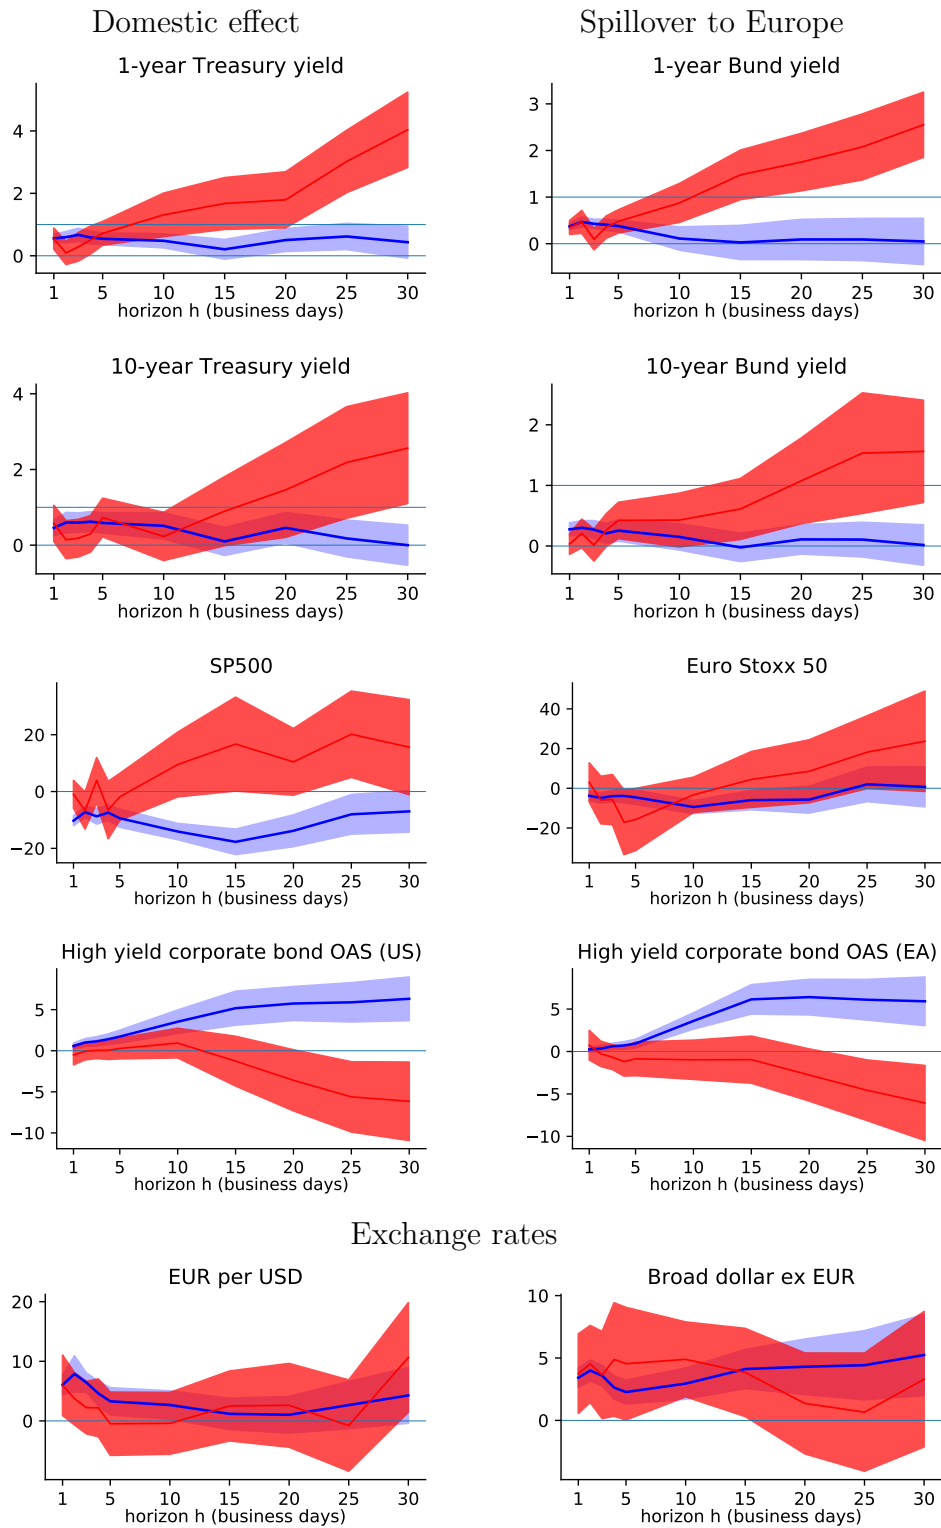 Domestic effect
Spillover to Europe
1-year Treasury yield
4
2
0
1 5 10 15 20 25 30
horizon h (business days)
1-year Bund yield
3
2
1
0
1 5 10 15 20 25 30
horizon h (business days)
10-year Treasury yield
4
2
0
1 5 10 15 20 25 30
horizon h (business days)
10-year Bund yield
2
1
0
1 5 10 15 20 25 30
horizon h (business days)
SP500
20
0
−20
1 5 10 15 20 25 30
horizon h (business days)
Euro Stoxx 50
40
20
0
−20
1 5 10 15 20 25 30
horizon h (business days)
High yield corporate bond OAS (US)
5
0
−5
−10
1 5 10 15 20 25 30
horizon h (business days)
High yield corporate bond OAS (EA)
5
0
−5
−10
1 5 10 15 20 25 30
horizon h (business days)
Exchange rates
EUR per USD
20
10
0
1 5 10 15 20 25 30
horizon h (business days)
Broad dollar ex EUR
10
5
0
1 5 10 15 20 25 30
horizon h (business days)